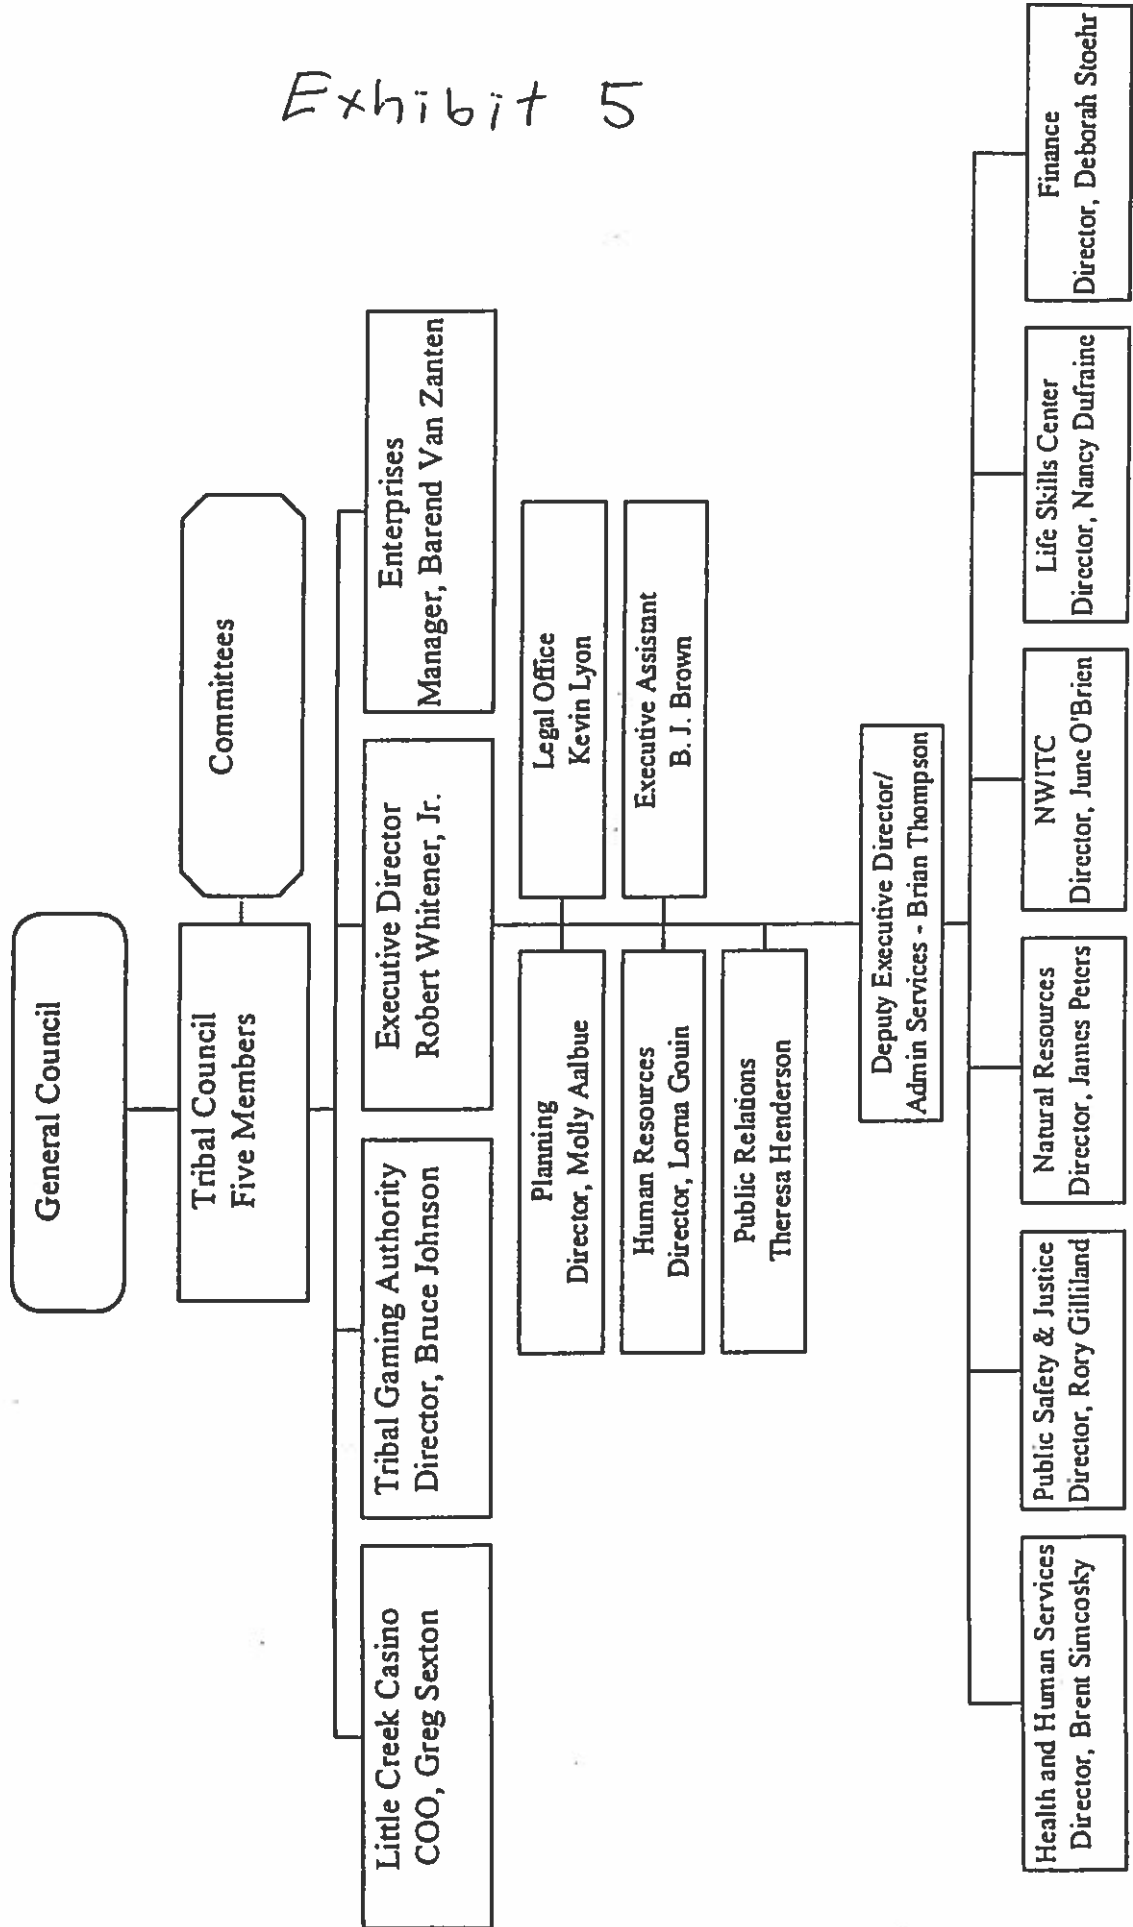 Exhibit 5
General Council
Tribal Council
Five Members
Committees
Little Creek Casino
COO, Greg Sexton
Tribal Gaming Authority
Director, Bruce Johnson
Executive Director
Robert Whitener, Jr.
Enterprises
Manager, Barend Van Zanten
Planning
Director, Molly Aalbue
Legal Office
Kevin Lyon
Human Resources
Director, Lorna Gouin
Executive Assistant
B. J. Brown
Public Relations
Theresa Henderson
Deputy Executive Director/
Admin Services - Brian Thompson
Health and Human Services
Director, Brent Simcosky
Public Safety & Justice
Director, Rory Gilliland
Natural Resources
Director, James Peters
NWITC
Director, June O'Brien
Life Skills Center
Director, Nancy Dufraine
Finance
Director, Deborah Stoehr